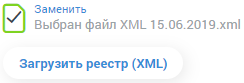 Заменить
Выбран файл XML 15.06.2019.xml
Загрузить реестр (XML)